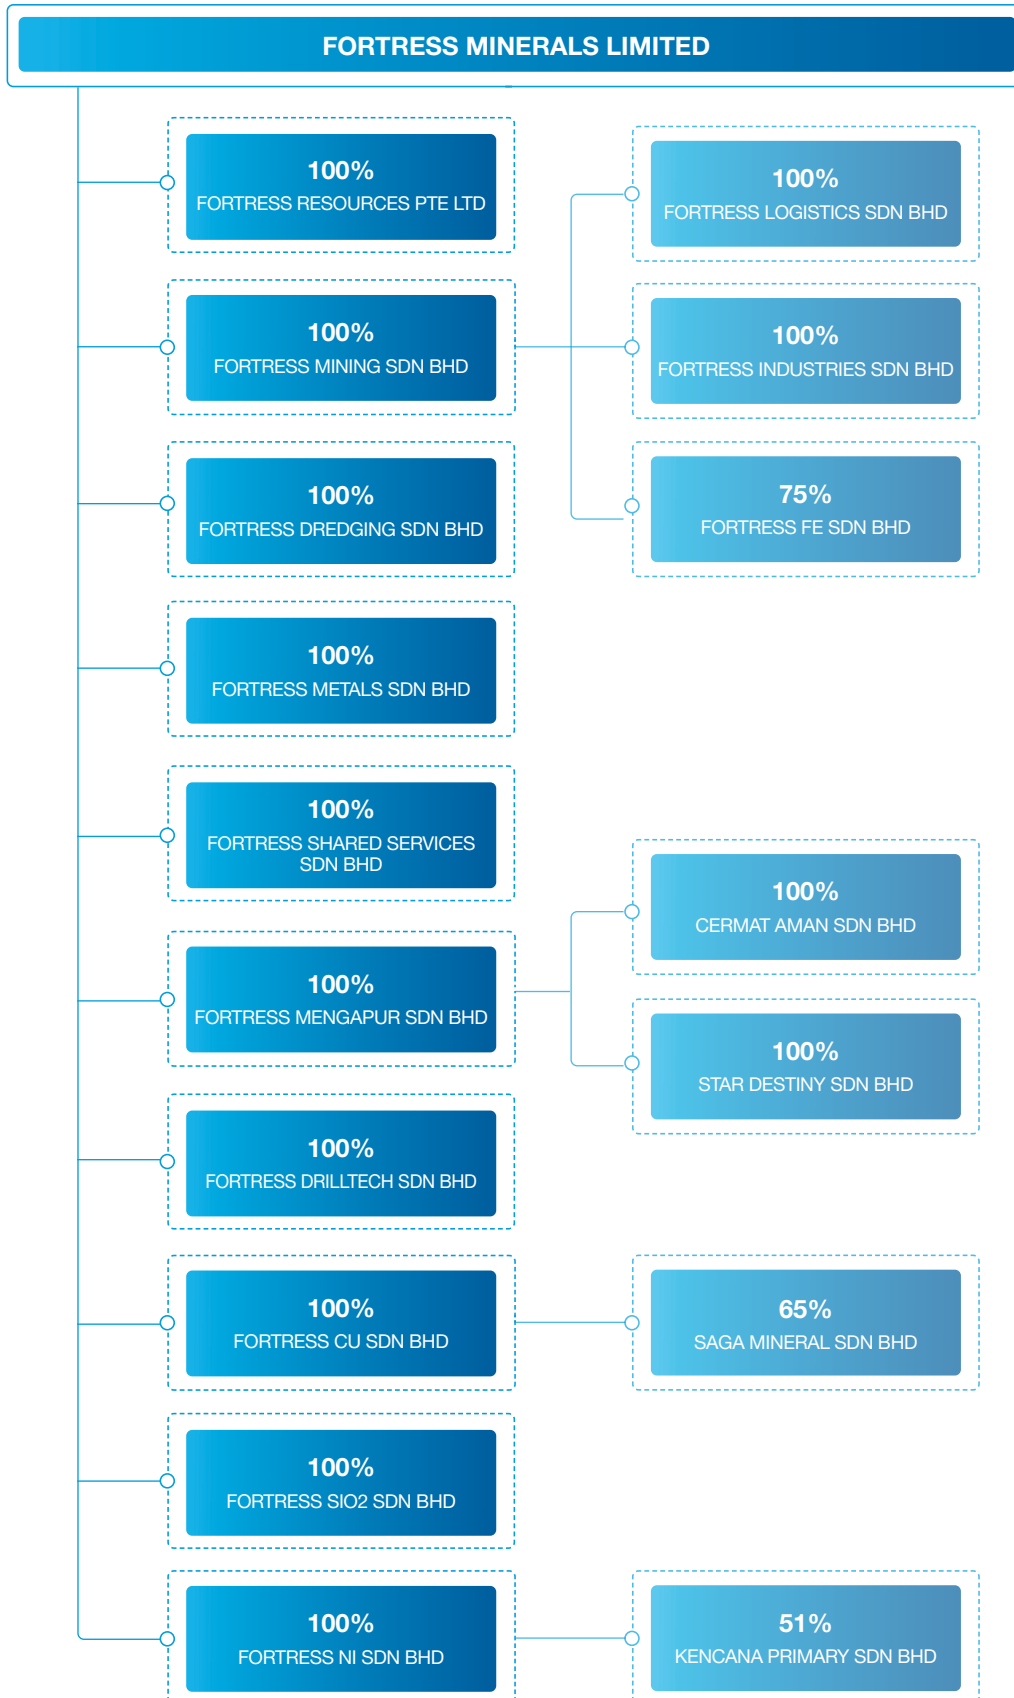 FORTRESS MINERALS LIMITED
100%
FORTRESS RESOURCES PTE LTD
100%
FORTRESS MINING SDN BHD
100%
FORTRESS LOGISTICS SDN BHD
100%
FORTRESS INDUSTRIES SDN BHD
75%
FORTRESS FE SDN BHD
100%
FORTRESS DREDGING SDN BHD
100%
FORTRESS METALS SDN BHD
100%
FORTRESS SHARED SERVICES
SDN BHD
100%
FORTRESS MENGAPUR SDN BHD
100%
CERMAT AMAN SDN BHD
100%
STAR DESTINY SDN BHD
100%
FORTRESS DRILLTECH SDN BHD
100%
FORTRESS CU SDN BHD
65%
SAGA MINERAL SDN BHD
100%
FORTRESS SIO2 SDN BHD
100%
FORTRESS NI SDN BHD
51%
KENCANA PRIMARY SDN BHD